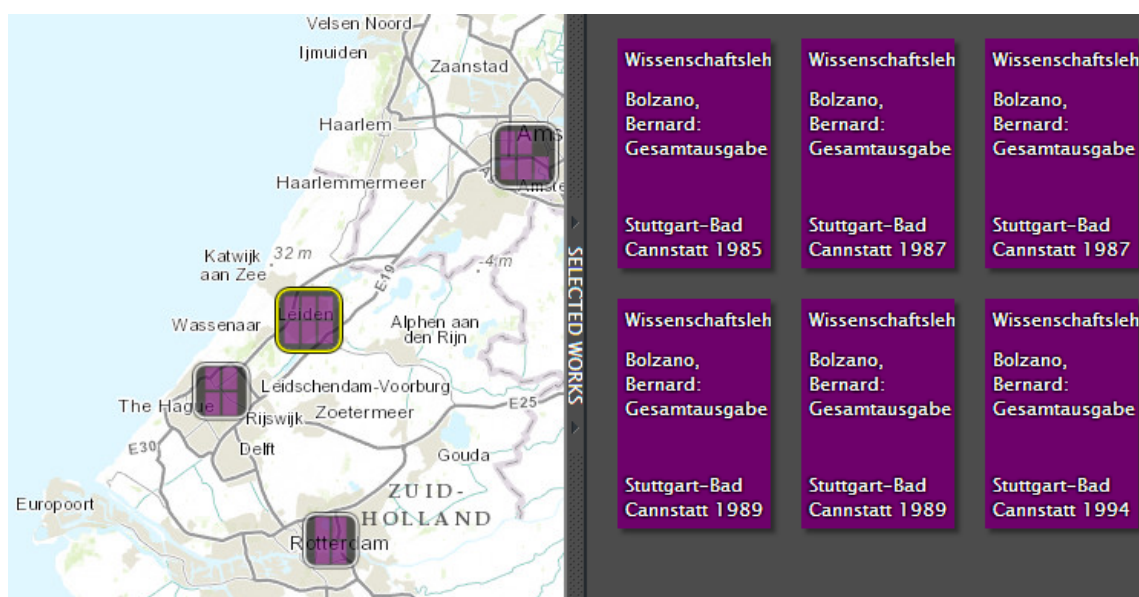 Velsen Noord
Ijmuiden
Zaanstad
Haarlem
Haarlemmermeer
Katwijk
aan Zee
32 m
-4 m
E19
Leiden
Wassenaar
Alphen aan
den Rijn
Leidschendam-Voorburg
The Hague
Rijswijk
Zoetermeer
E25
E30
Delft
Gouda
Europoort
ZUID-
HOLLAND
Rotterdam
SELECTED WORKS
Wissenschaftsleh
Bolzano,
Bernard:
Gesamtausgabe
Stuttgart-Bad
Cannstatt 1985
Wissenschaftsleh
Bolzano,
Bernard:
Gesamtausgabe
Stuttgart-Bad
Cannstatt 1987
Wissenschaftsleh
Bolzano,
Bernard:
Gesamtausgabe
Stuttgart-Bad
Cannstatt 1987
Wissenschaftsleh
Bolzano,
Bernard:
Gesamtausgabe
Stuttgart-Bad
Cannstatt 1989
Wissenschaftsleh
Bolzano,
Bernard:
Gesamtausgabe
Stuttgart-Bad
Cannstatt 1989
Wissenschaftsleh
Bolzano,
Bernard:
Gesamtausgabe
Stuttgart-Bad
Cannstatt 1994